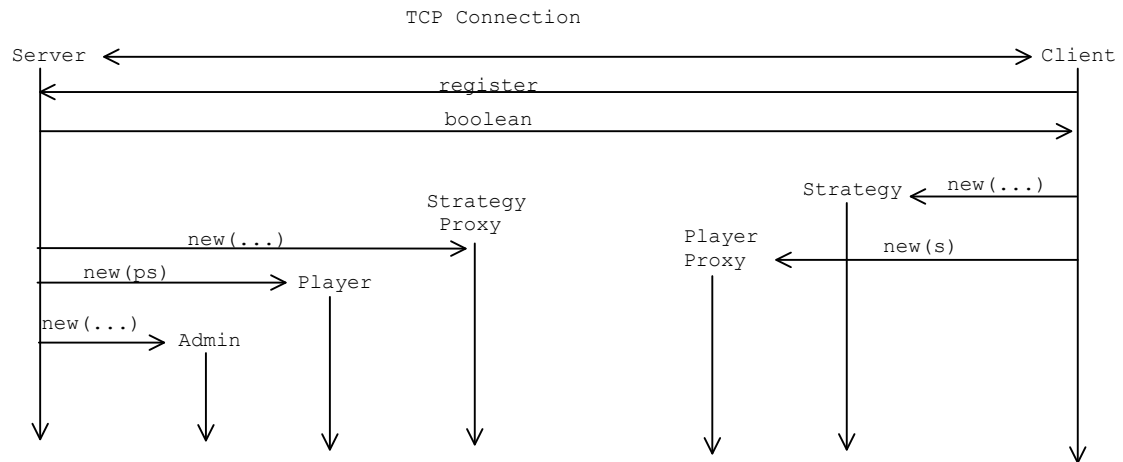 TCP Connection
Server
Client
register
boolean
Strategy
new(...)
Strategy
Proxy
new(...)
Player
Proxy
new(s)
new(ps)
Player
new(...)
Admin